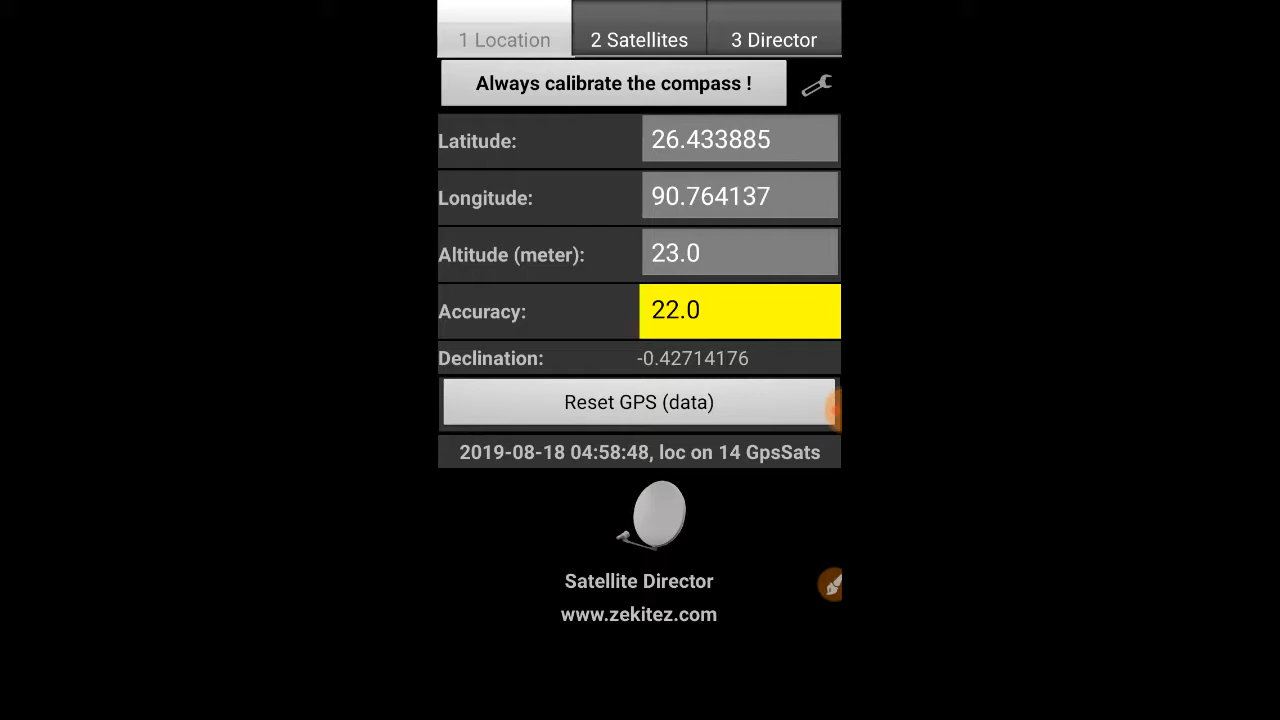 1 Location 2 Satellites 3 Director
Always calibrate the compass !
Latitude: 26.433885
Longitude: 90.764137
Altitude (meter): 23.0
Accuracy: 22.0
Declination: -0.42714176
Reset GPS (data)
2019-08-18 04:58:48, loc on 14 GpsSats
Satellite Director
www.zekitez.com